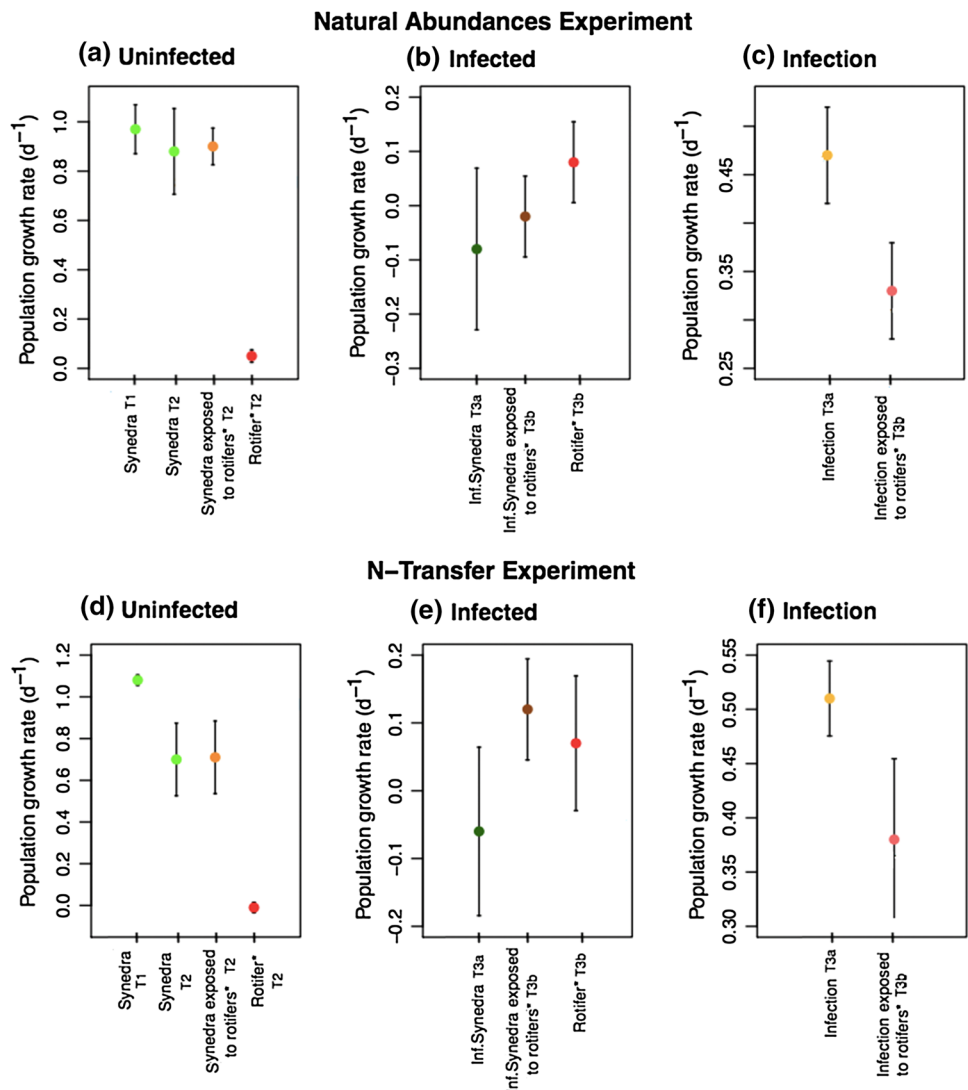 Natural Abundances Experiment
(a) Uninfected
(b) Infected
(c) Infection
Population growth rate (d⁻¹)
1.0
0.8
0.6
0.4
0.2
0.0
Synedra T1
Synedra T2
Synedra exposed
to rotifers* T2
Rotifer* T2
Population growth rate (d⁻¹)
0.2
0.1
0.0
−0.1
−0.2
−0.3
Inf.Synedra T3a
Inf.Synedra exposed
to rotifers* T3b
Rotifer* T3b
Population growth rate (d⁻¹)
0.45
0.35
0.25
Infection T3a
Infection exposed
to rotifers* T3b
N−Transfer Experiment
(d) Uninfected
(e) Infected
(f) Infection
Population growth rate (d⁻¹)
1.2
1.0
0.8
0.6
0.4
0.2
0.0
Synedra
T1
Synedra
T2
Synedra exposed
to rotifers* T2
Rotifer*
T2
Population growth rate (d⁻¹)
0.2
0.1
0.0
−0.1
−0.2
Inf.Synedra T3a
nf.Synedra exposed
to rotifers* T3b
Rotifer* T3b
Population growth rate (d⁻¹)
0.55
0.50
0.45
0.40
0.35
0.30
Infection T3a
Infection exposed
to rotifers* T3b